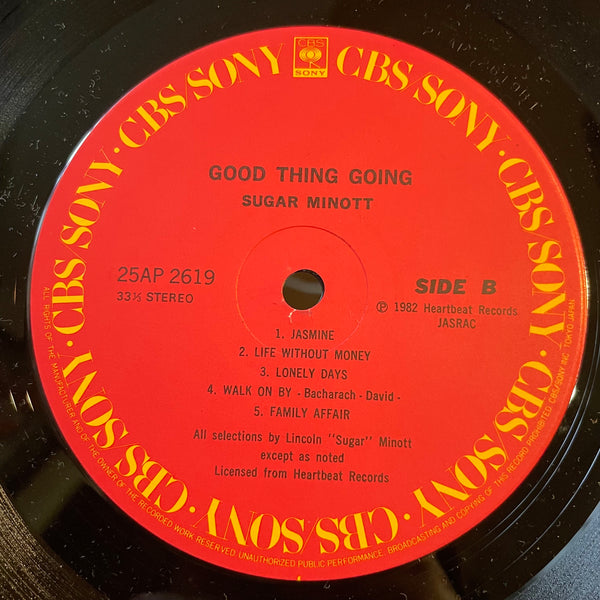 CBS
SONY
CBS/SONY · CBS/SONY · CBS/SONY · CBS/SONY · CBS/SONY · CBS/SONY · CBS/SONY
GOOD THING GOING
SUGAR MINOTT
25AP 2619
33⅓ STEREO
SIDE B
Ⓟ 1982 Heartbeat Records
JASRAC
1. JASMINE
2. LIFE WITHOUT MONEY
3. LONELY DAYS
4. WALK ON BY - Bacharach - David -
5. FAMILY AFFAIR
All selections by Lincoln "Sugar" Minott
except as noted
Licensed from Heartbeat Records
ALL RIGHTS OF THE MANUFACTURER AND OF THE OWNER OF THE RECORDED WORK RESERVED. UNAUTHORIZED PUBLIC PERFORMANCE, BROADCASTING AND COPYING OF THIS RECORD PROHIBITED. CBS/SONY INC. TOKYO JAPAN.